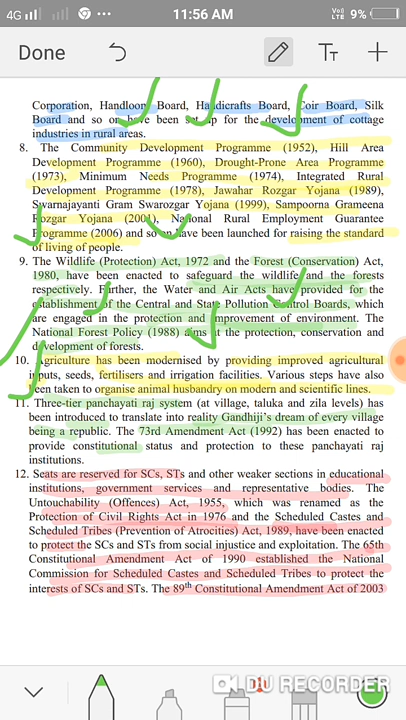 4G 11:56 AM VoD LTE 9%
Done
Corporation, Handloom Board, Handicrafts Board, Coir Board, Silk
Board and so on have been set up for the development of cottage
industries in rural areas.
8. The Community Development Programme (1952), Hill Area
Development Programme (1960), Drought-Prone Area Programme
(1973), Minimum Needs Programme (1974), Integrated Rural
Development Programme (1978), Jawahar Rozgar Yojana (1989),
Swarnajayanti Gram Swarozgar Yojana (1999), Sampoorna Grameena
Rozgar Yojana (2001), National Rural Employment Guarantee
Programme (2006) and so on have been launched for raising the standard
of living of people.
9. The Wildlife (Protection) Act, 1972 and the Forest (Conservation) Act,
1980, have been enacted to safeguard the wildlife and the forests
respectively. Further, the Water and Air Acts have provided for the
establishment of the Central and State Pollution Control Boards, which
are engaged in the protection and improvement of environment. The
National Forest Policy (1988) aims at the protection, conservation and
development of forests.
10. Agriculture has been modernised by providing improved agricultural
inputs, seeds, fertilisers and irrigation facilities. Various steps have also
been taken to organise animal husbandry on modern and scientific lines.
11. Three-tier panchayati raj system (at village, taluka and zila levels) has
been introduced to translate into reality Gandhiji's dream of every village
being a republic. The 73rd Amendment Act (1992) has been enacted to
provide constitutional status and protection to these panchayati raj
institutions.
12. Seats are reserved for SCs, STs and other weaker sections in educational
institutions, government services and representative bodies. The
Untouchability (Offences) Act, 1955, which was renamed as the
Protection of Civil Rights Act in 1976 and the Scheduled Castes and
Scheduled Tribes (Prevention of Atrocities) Act, 1989, have been enacted
to protect the SCs and STs from social injustice and exploitation. The 65th
Constitutional Amendment Act of 1990 established the National
Commission for Scheduled Castes and Scheduled Tribes to protect the
interests of SCs and STs. The 89th Constitutional Amendment Act of 2003
DU RECORDER